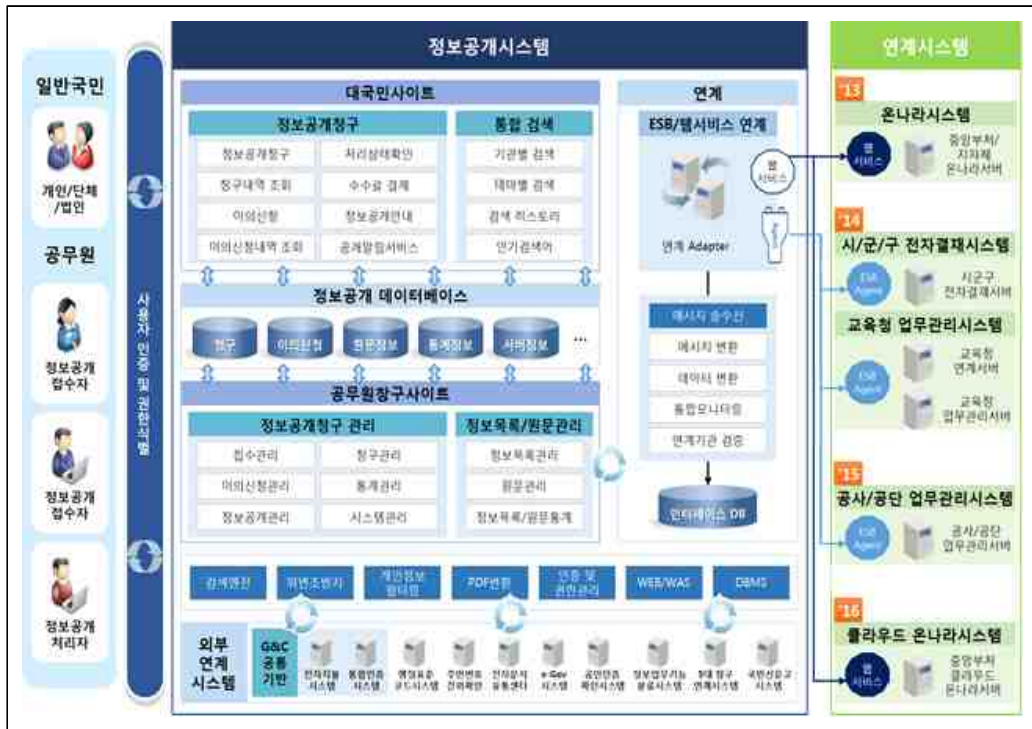 정보공개시스템
연계시스템
일반국민
개인/단체
/법인
공무원
정보공개
접수자
정보공개
접수자
정보공개
처리자
사용자 인증 및 권한식별
대국민사이트
정보공개청구
통합 검색
정보공개청구
처리상태확인
기관별 검색
청구내역 조회
수수료 결제
테마별 검색
이의신청
정보공개안내
검색 히스토리
이의신청내역 조회
공개알림서비스
인기검색어
정보공개 데이터베이스
청구
이의신청
원문정보
통계정보
서버정보
...
공무원창구사이트
정보공개청구 관리
정보목록/원문관리
접수관리
청구관리
정보목록관리
이의신청관리
통계관리
원문관리
정보공개관리
시스템관리
정보목록/원문통계
연계
ESB/웹서비스 연계
웹
서비스
연계 Adapter
메시지 송수신
메시지 변환
데이터 변환
통합모니터링
연계기관 검증
인터페이스 DB
검색엔진
위변조방지
개인정보
필터링
PDF변환
인증 및
권한관리
WEB/WAS
DBMS
외부
연계
시스템
G&C
공통
기반
전자지불
시스템
통합인증
시스템
행정표준
코드시스템
주민번호
진위확인
전자문서
유통센터
e-Gov
시스템
공인인증
확인시스템
정보업무기능
분류시스템
5대 창구
연계시스템
국민신문고
시스템
'13
온나라시스템
웹
서비스
중앙부처/
지자체
온나라서버
'14
시/군/구 전자결재시스템
ESB
Agent
시군구
전자결재서버
교육청 업무관리시스템
ESB
Agent
교육청
연계서버
교육청
업무관리서버
'15
공사/공단 업무관리시스템
ESB
Agent
공사/공단
업무관리서버
'16
클라우드 온나라시스템
웹
서비스
중앙부처
클라우드
온나라서버